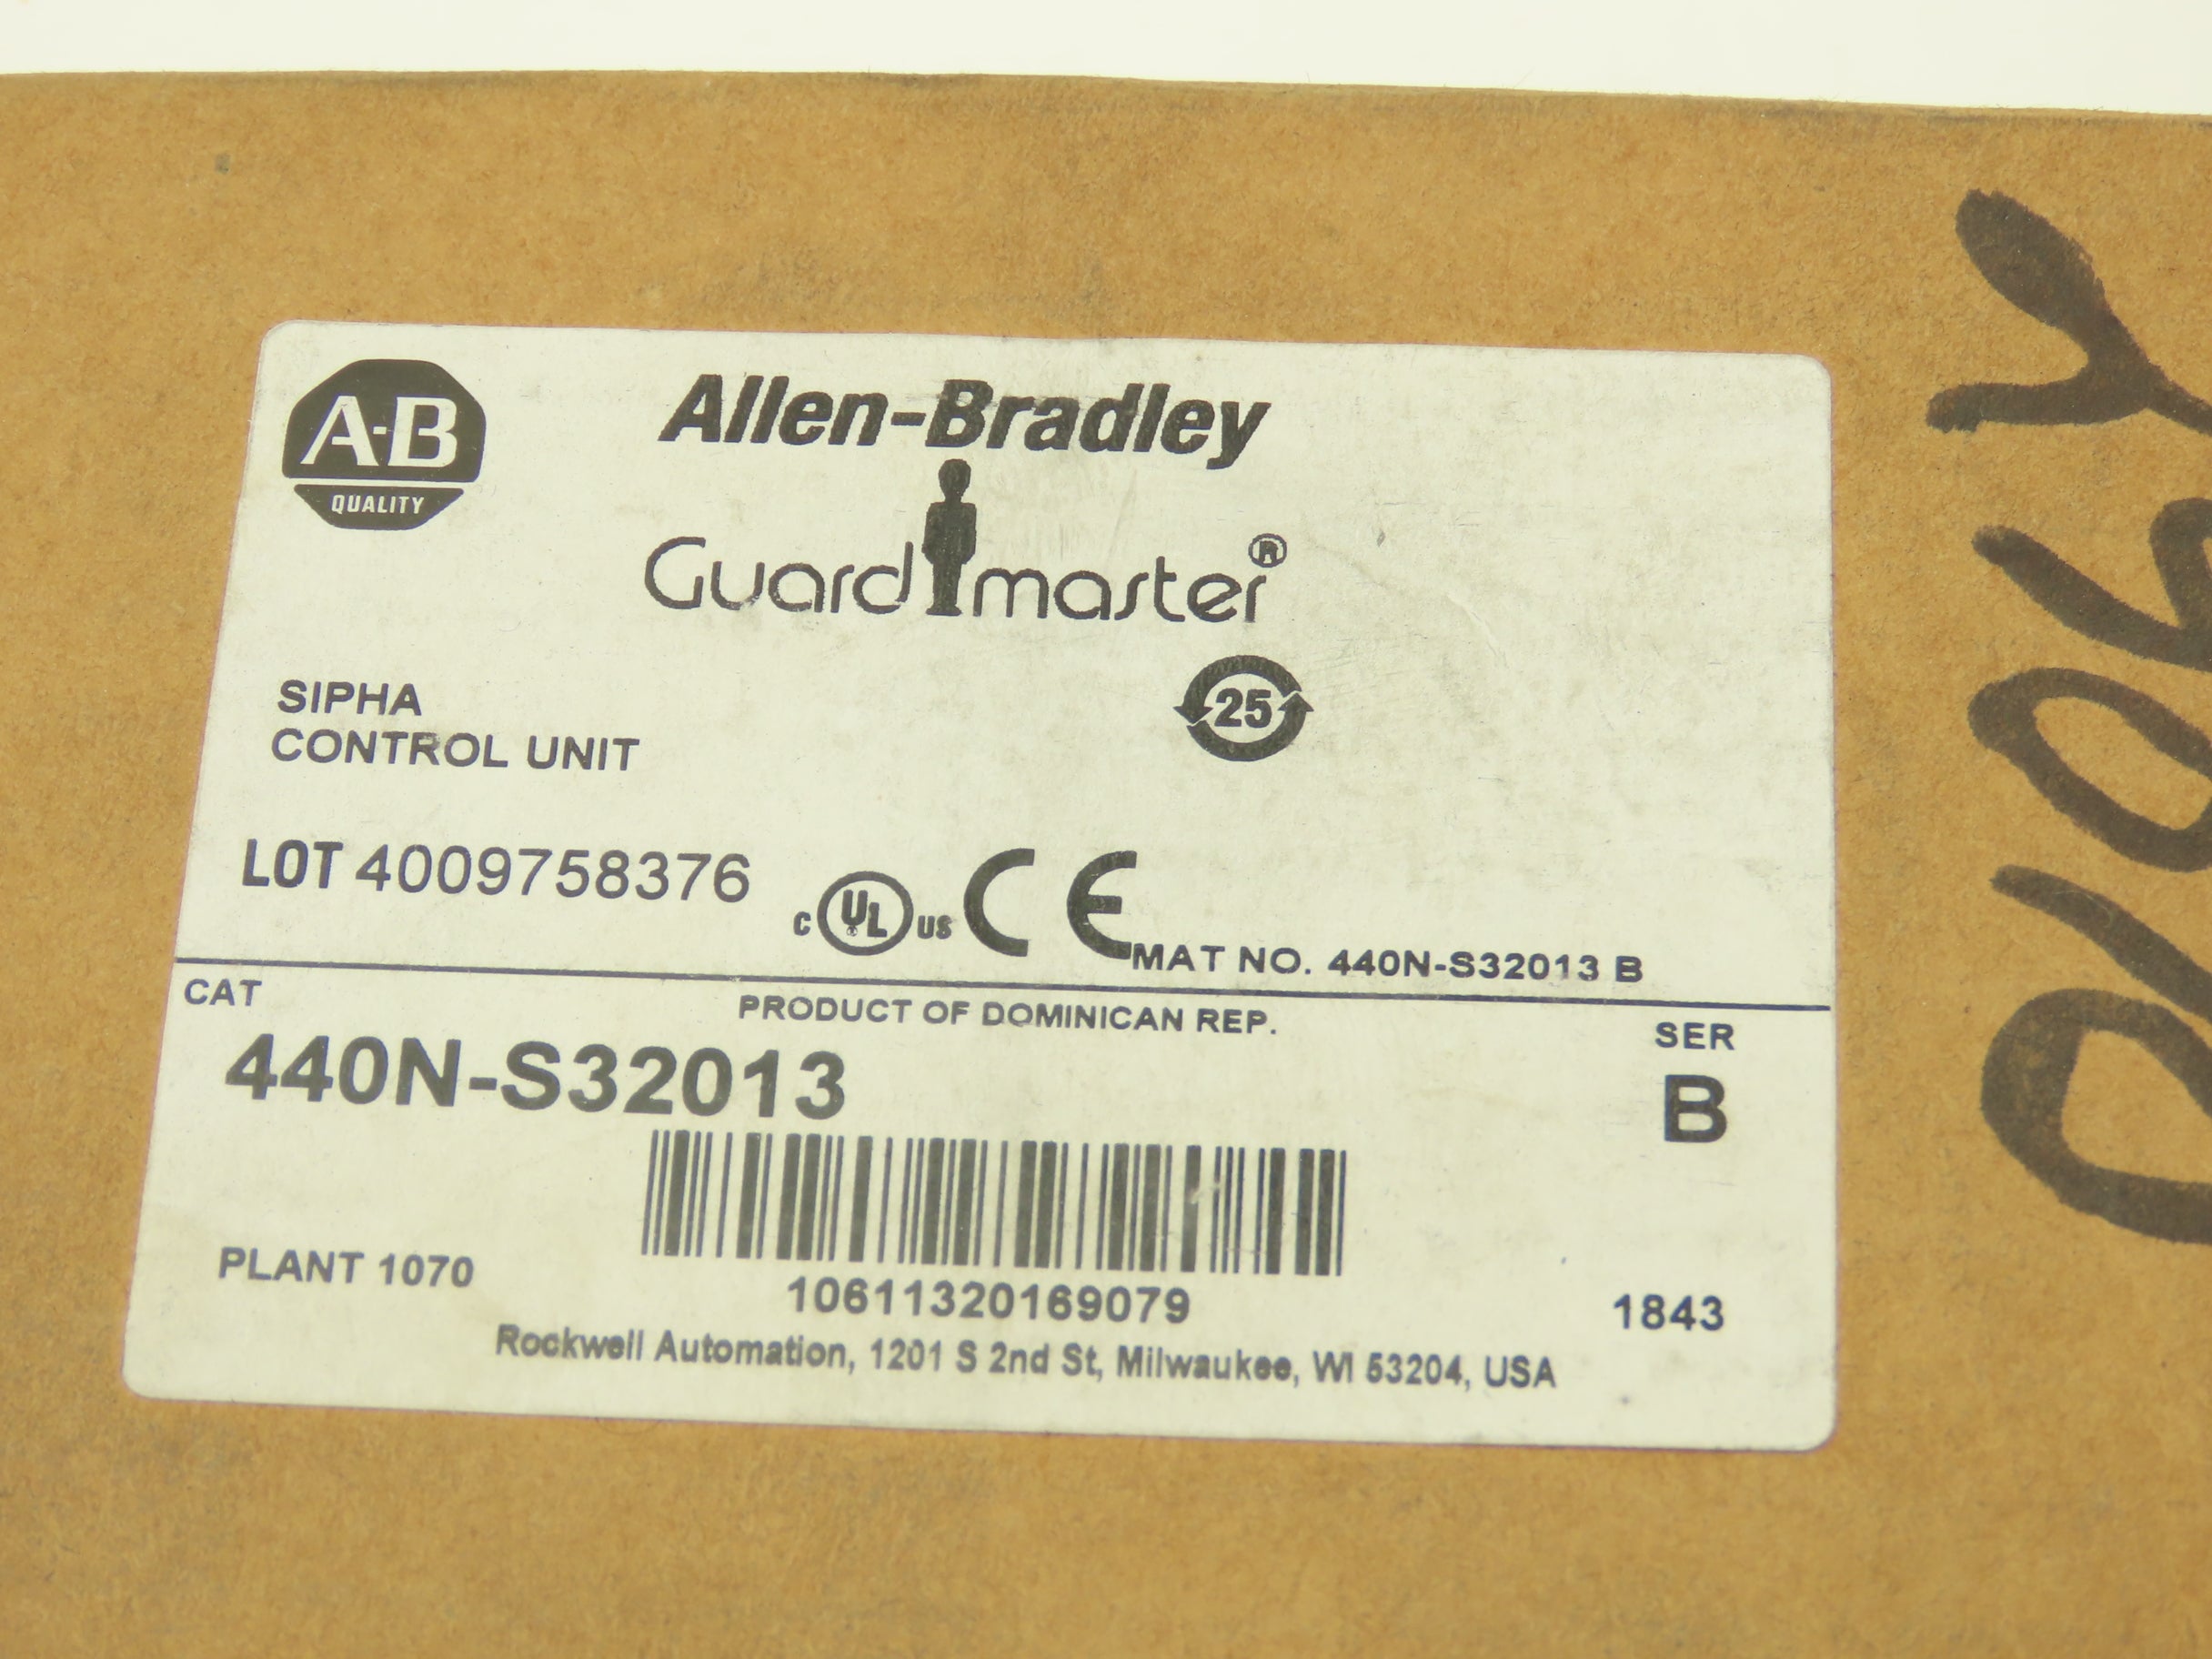 A-B
QUALITY
Allen-Bradley
Guardmaster®
25
SIPHA
CONTROL UNIT
LOT 4009758376
C UL US CE
MAT NO. 440N-S32013 B
CAT
PRODUCT OF DOMINICAN REP.
SER
440N-S32013
B
PLANT 1070
10611320169079
1843
Rockwell Automation, 1201 S 2nd St, Milwaukee, WI 53204, USA